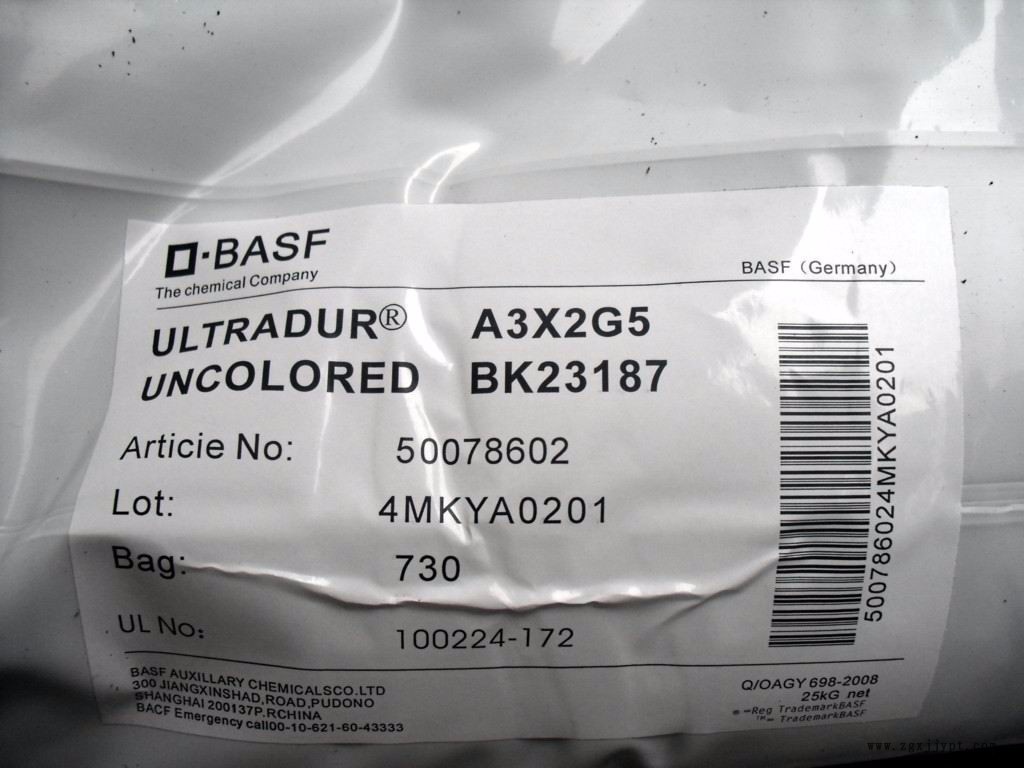 BASF
The chemical Company
BASF (Germany)
ULTRADUR® A3X2G5
UNCOLORED BK23187
Articie No: 50078602
Lot: 4MKYA0201
Bag: 730
UL No: 100224-172
500786024MKYA0201
BASF AUXILLARY CHEMICALSCO.LTD
300 JIANGXINSHAD,ROAD,PUDONO
SHANGHAI 200137P.RCHINA
BACF Emergency call00-10-621-60-43333
Q/OAGY 698-2008
25kG net
® =Reg TrademarkBASF
™= TrademarkBASF